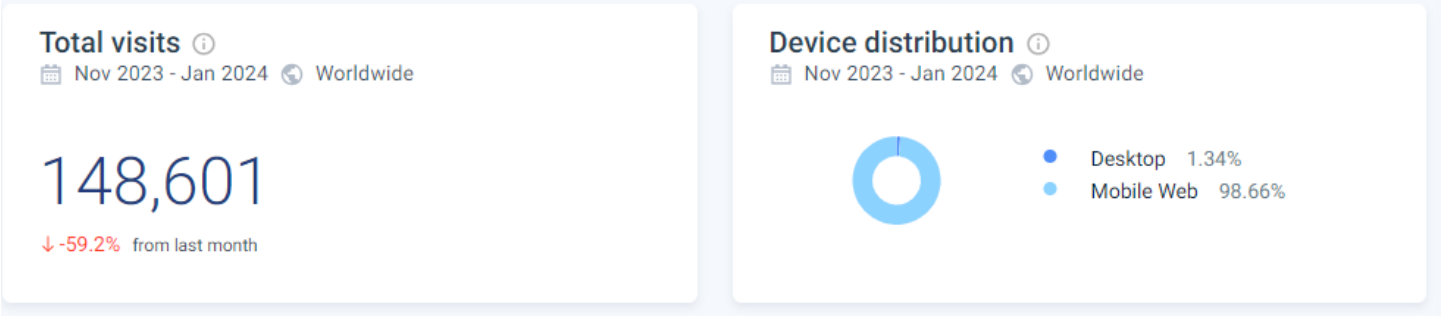 Total visits
Nov 2023 - Jan 2024 Worldwide
148,601
-59.2% from last month
Device distribution
Nov 2023 - Jan 2024 Worldwide
Desktop 1.34%
Mobile Web 98.66%